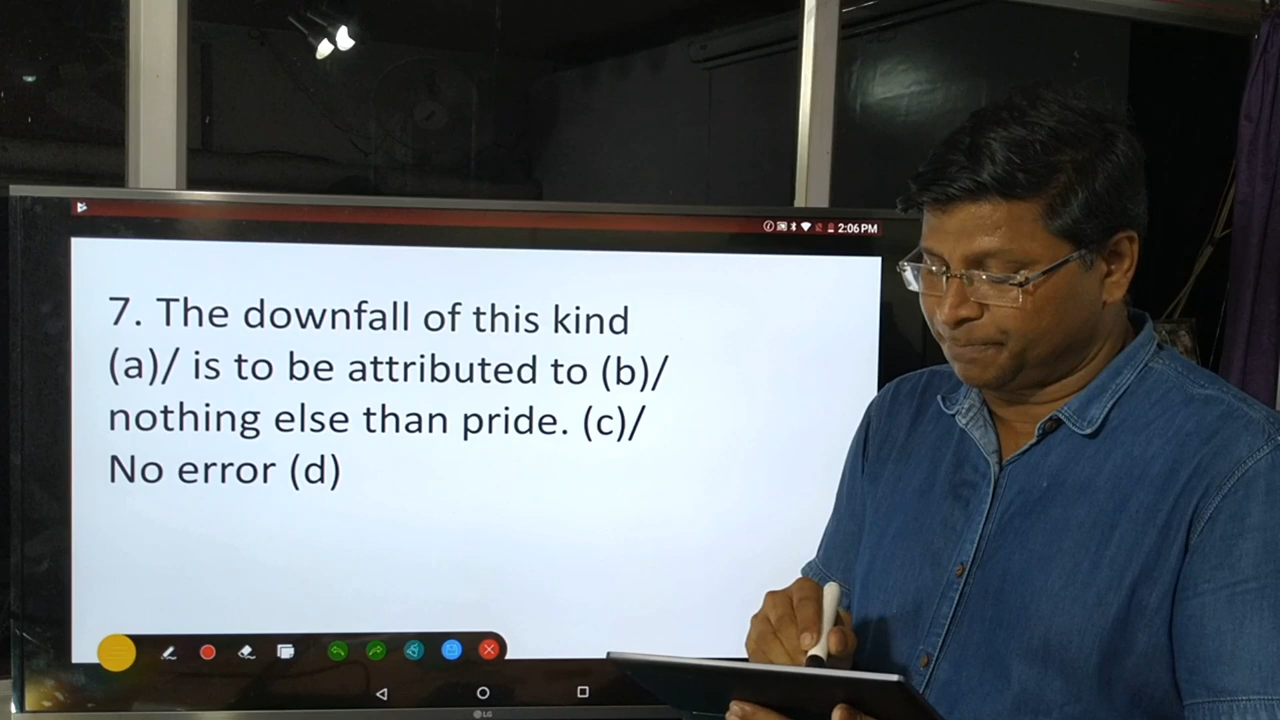 2:06 PM
7. The downfall of this kind
(a)/ is to be attributed to (b)/
nothing else than pride. (c)/
No error (d)
LG